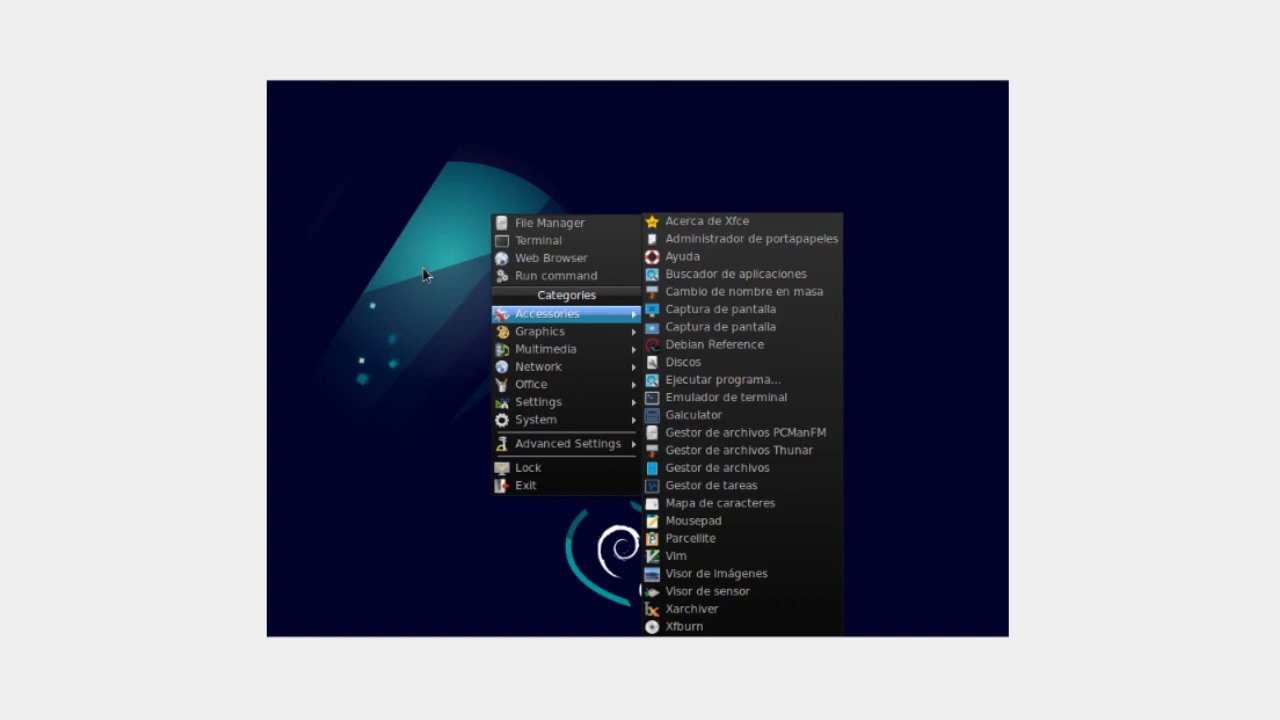 File Manager
Terminal
Web Browser
Run command
Categories
Accessories
Graphics
Multimedia
Network
Office
Settings
System
Advanced Settings
Lock
Exit
Acerca de Xfce
Administrador de portapapeles
Ayuda
Buscador de aplicaciones
Cambio de nombre en masa
Captura de pantalla
Captura de pantalla
Debian Reference
Discos
Ejecutar programa...
Emulador de terminal
Galculator
Gestor de archivos PCManFM
Gestor de archivos Thunar
Gestor de archivos
Gestor de tareas
Mapa de caracteres
Mousepad
Parcellite
Vim
Visor de imágenes
Visor de sensor
Xarchiver
Xfburn